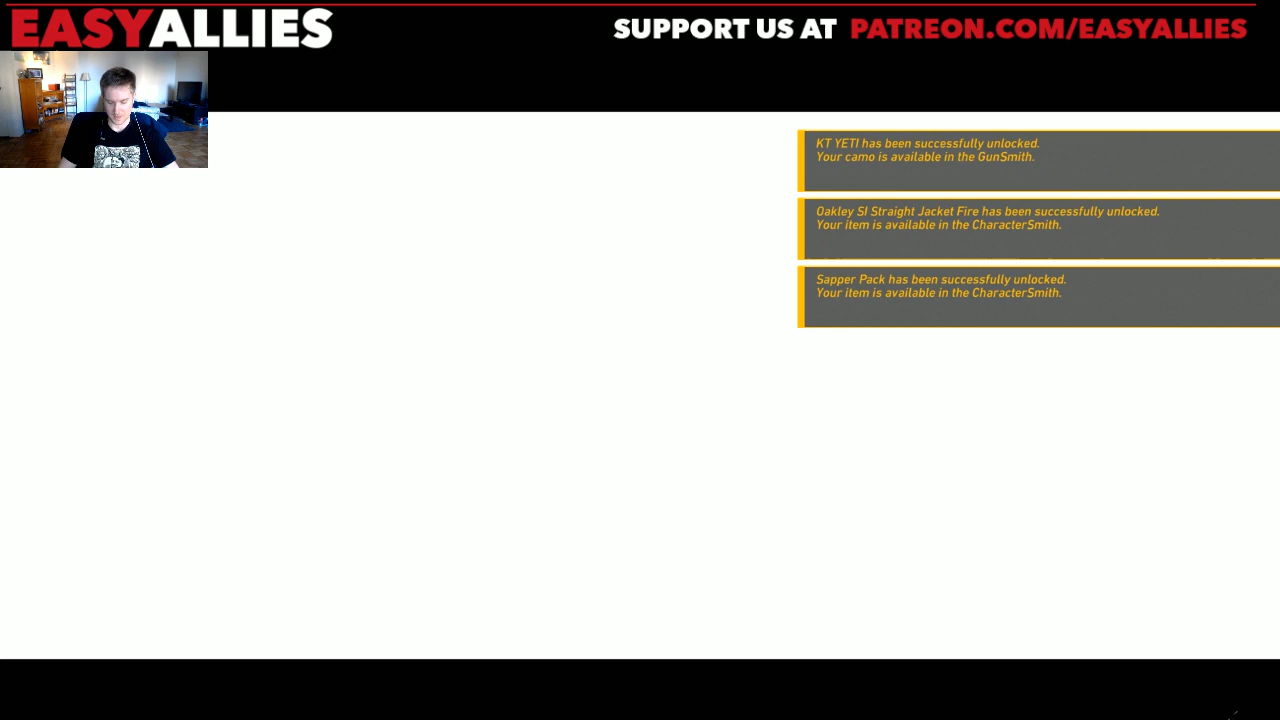 EASYALLIES
SUPPORT US AT PATREON.COM/EASYALLIES
KT YETI has been successfully unlocked.
Your camo is available in the GunSmith.
Oakley SI Straight Jacket Fire has been successfully unlocked.
Your item is available in the CharacterSmith.
Sapper Pack has been successfully unlocked.
Your item is available in the CharacterSmith.